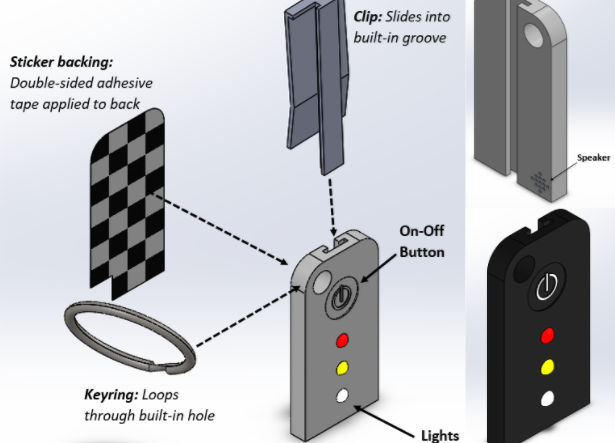 Clip: Slides into
built-in groove
Sticker backing:
Double-sided adhesive
tape applied to back
Speaker
On-Off
Button
Keyring: Loops
through built-in hole
Lights